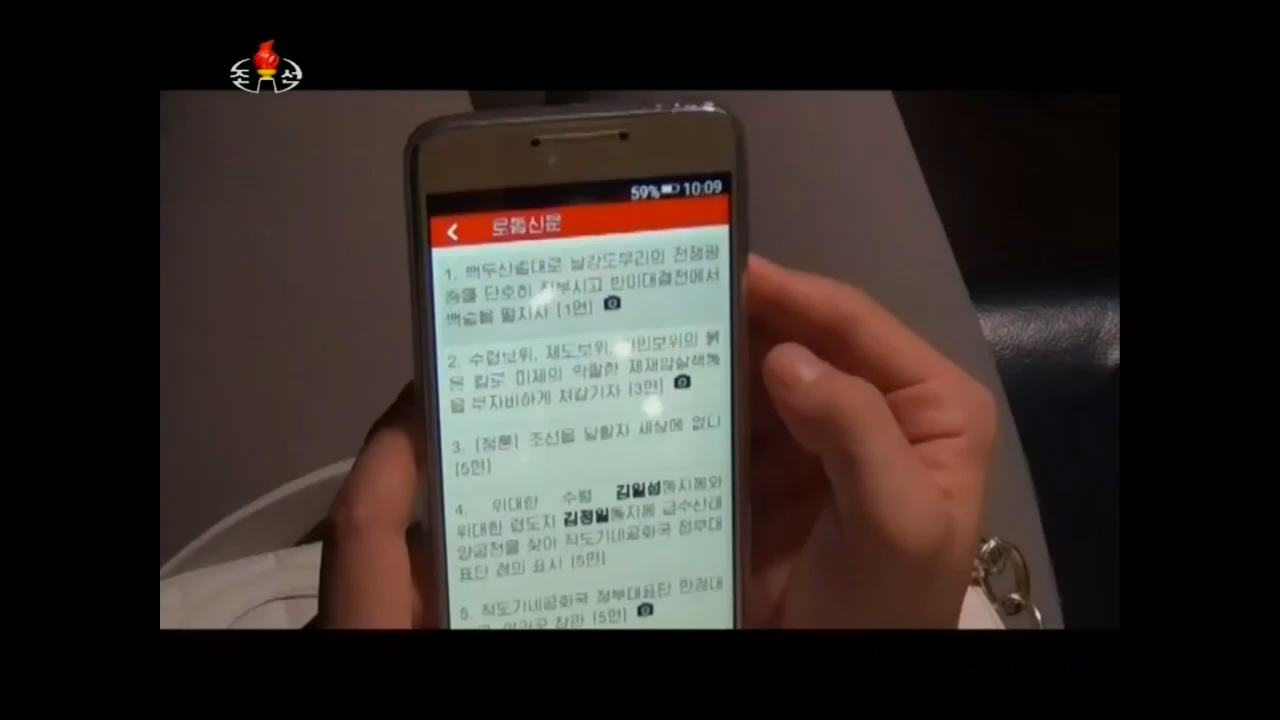 조선
59% 10:09
로동신문
1. 백두산총대로 날강도무리의 전쟁광
증을 단호히 짓부시고 반미대결전에서
백승을 떨치자 [1면]
2. 수령보위, 제도보위, 인민보위의 붉
은 미제의 악랄한 제재압살책동
을 무자비하게 쳐갈기자 [3면]
3. [정론] 조선을 당할자 세상에 없다
[5면]
4. 위대한 수령 김일성동지께와
위대한 령도자 김정일동지께 급수산태
양궁전을 찾아 적도기네공화국 정부대
표단 경의 표시 [5면]
5. 적도기네공화국 정부대표단 만경대
참관 [5면]